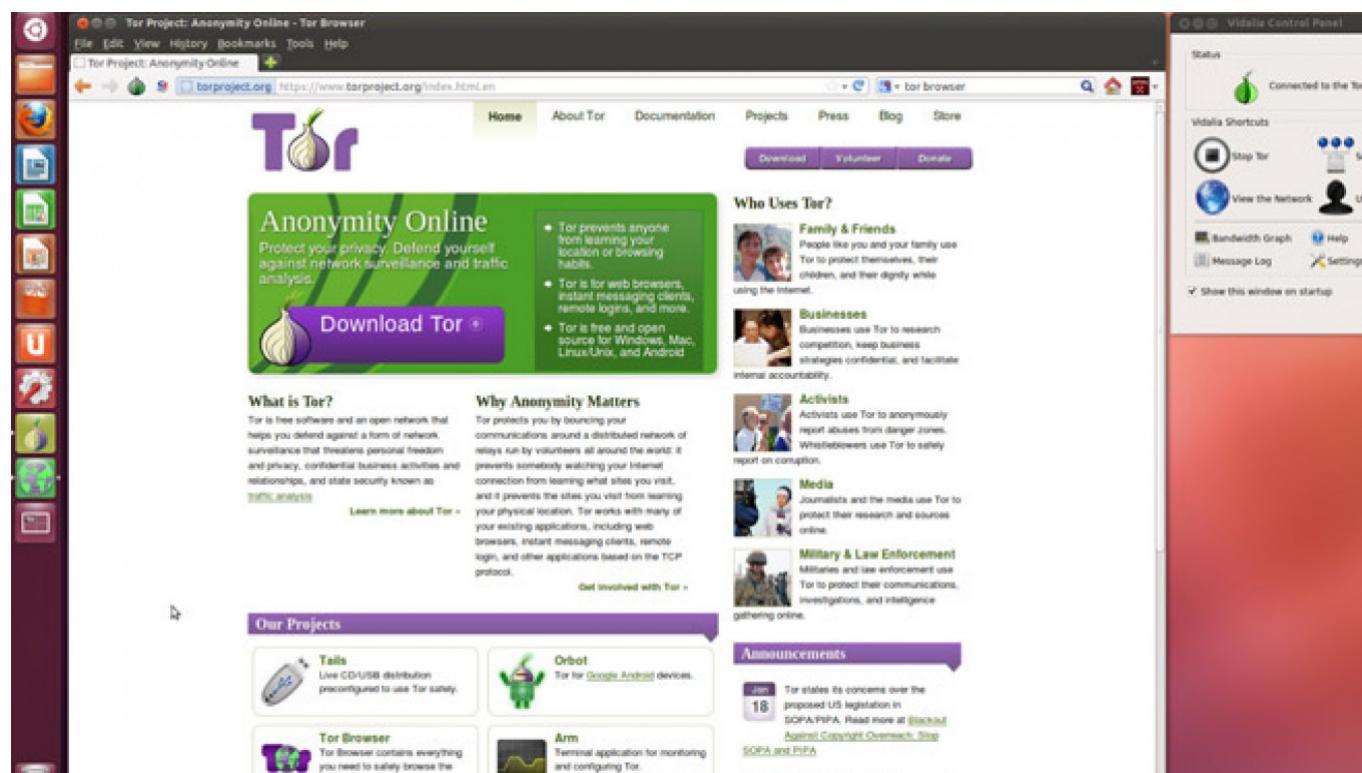 Tor Project: Anonymity Online - Tor Browser
File Edit View History Bookmarks Tools Help
Tor Project: Anonymity Online
torproject.org https://www.torproject.org/index.html.en
tor browser
Tor
Home About Tor Documentation Projects Press Blog Store
Download Volunteer Donate
Anonymity Online
Protect your privacy. Defend yourself
against network surveillance and traffic
analysis.
Download Tor
Tor prevents anyone
from learning your
location or browsing
habits.
Tor is for web browsers,
instant messaging clients,
remote logins, and more.
Tor is free and open
source for Windows, Mac,
Linux/Unix, and Android
What is Tor?
Tor is free software and an open network that
helps you defend against a form of network
surveillance that threatens personal freedom
and privacy, confidential business activities and
relationships, and state security known as
traffic analysis
Learn more about Tor »
Why Anonymity Matters
Tor protects you by bouncing your
communications around a distributed network of
relays run by volunteers all around the world: it
prevents somebody watching your Internet
connection from learning what sites you visit,
and it prevents the sites you visit from learning
your physical location. Tor works with many of
your existing applications, including web
browsers, instant messaging clients, remote
login, and other applications based on the TCP
protocol.
Get involved with Tor »
Our Projects
Tails
Live CD/USB distribution
preconfigured to use Tor safely.
Orbot
Tor for Google Android devices.
Tor Browser
Tor Browser contains everything
you need to safely browse the
Arm
Terminal application for monitoring
and configuring Tor.
Who Uses Tor?
Family & Friends
People like you and your family use
Tor to protect themselves, their
children, and their dignity while
using the Internet.
Businesses
Businesses use Tor to research
competition, keep business
strategies confidential, and facilitate
internal accountability.
Activists
Activists use Tor to anonymously
report abuses from danger zones.
Whistleblowers use Tor to safely
report on corruption.
Media
Journalists and the media use Tor to
protect their research and sources
online.
Military & Law Enforcement
Militaries and law enforcement use
Tor to protect their communications,
investigations, and intelligence
gathering online.
Announcements
Jan
18
Tor states its concerns over the
proposed US legistation in
SOPA/PIPA. Read more at Blackout
Against Copyright Overreach: Stop
SOPA and PIPA
Vidalia Control Panel
Status
Connected to the Tor
Vidalia Shortcuts
Stop Tor
S
View the Network
U
Bandwidth Graph
Help
Message Log
Settings
Show this window on startup